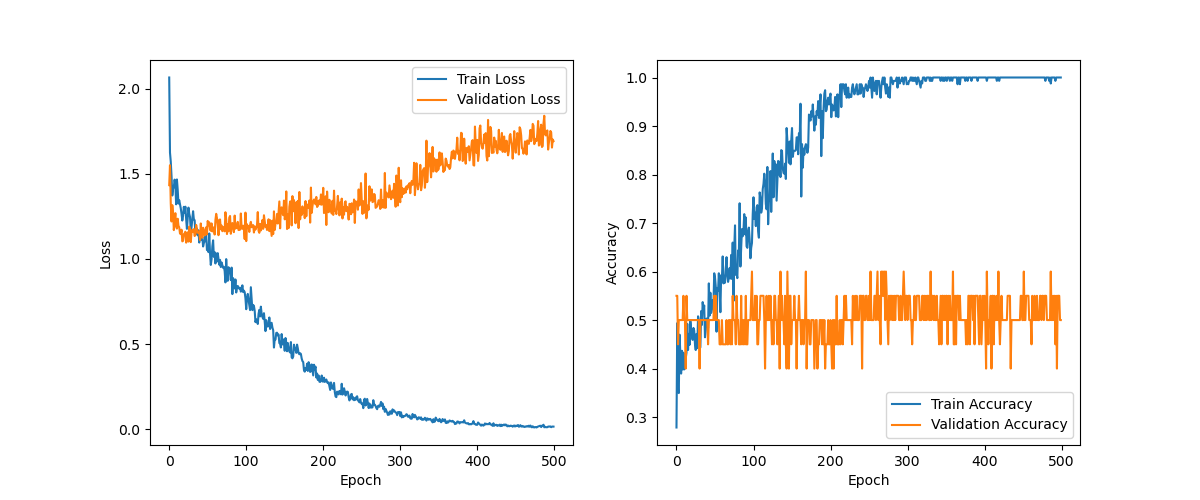 Train Loss
Validation Loss
2.0
1.5
1.0
0.5
0.0
Loss
0 100 200 300 400 500
Epoch
1.0
0.9
0.8
0.7
0.6
0.5
0.4
0.3
Accuracy
Train Accuracy
Validation Accuracy
0 100 200 300 400 500
Epoch